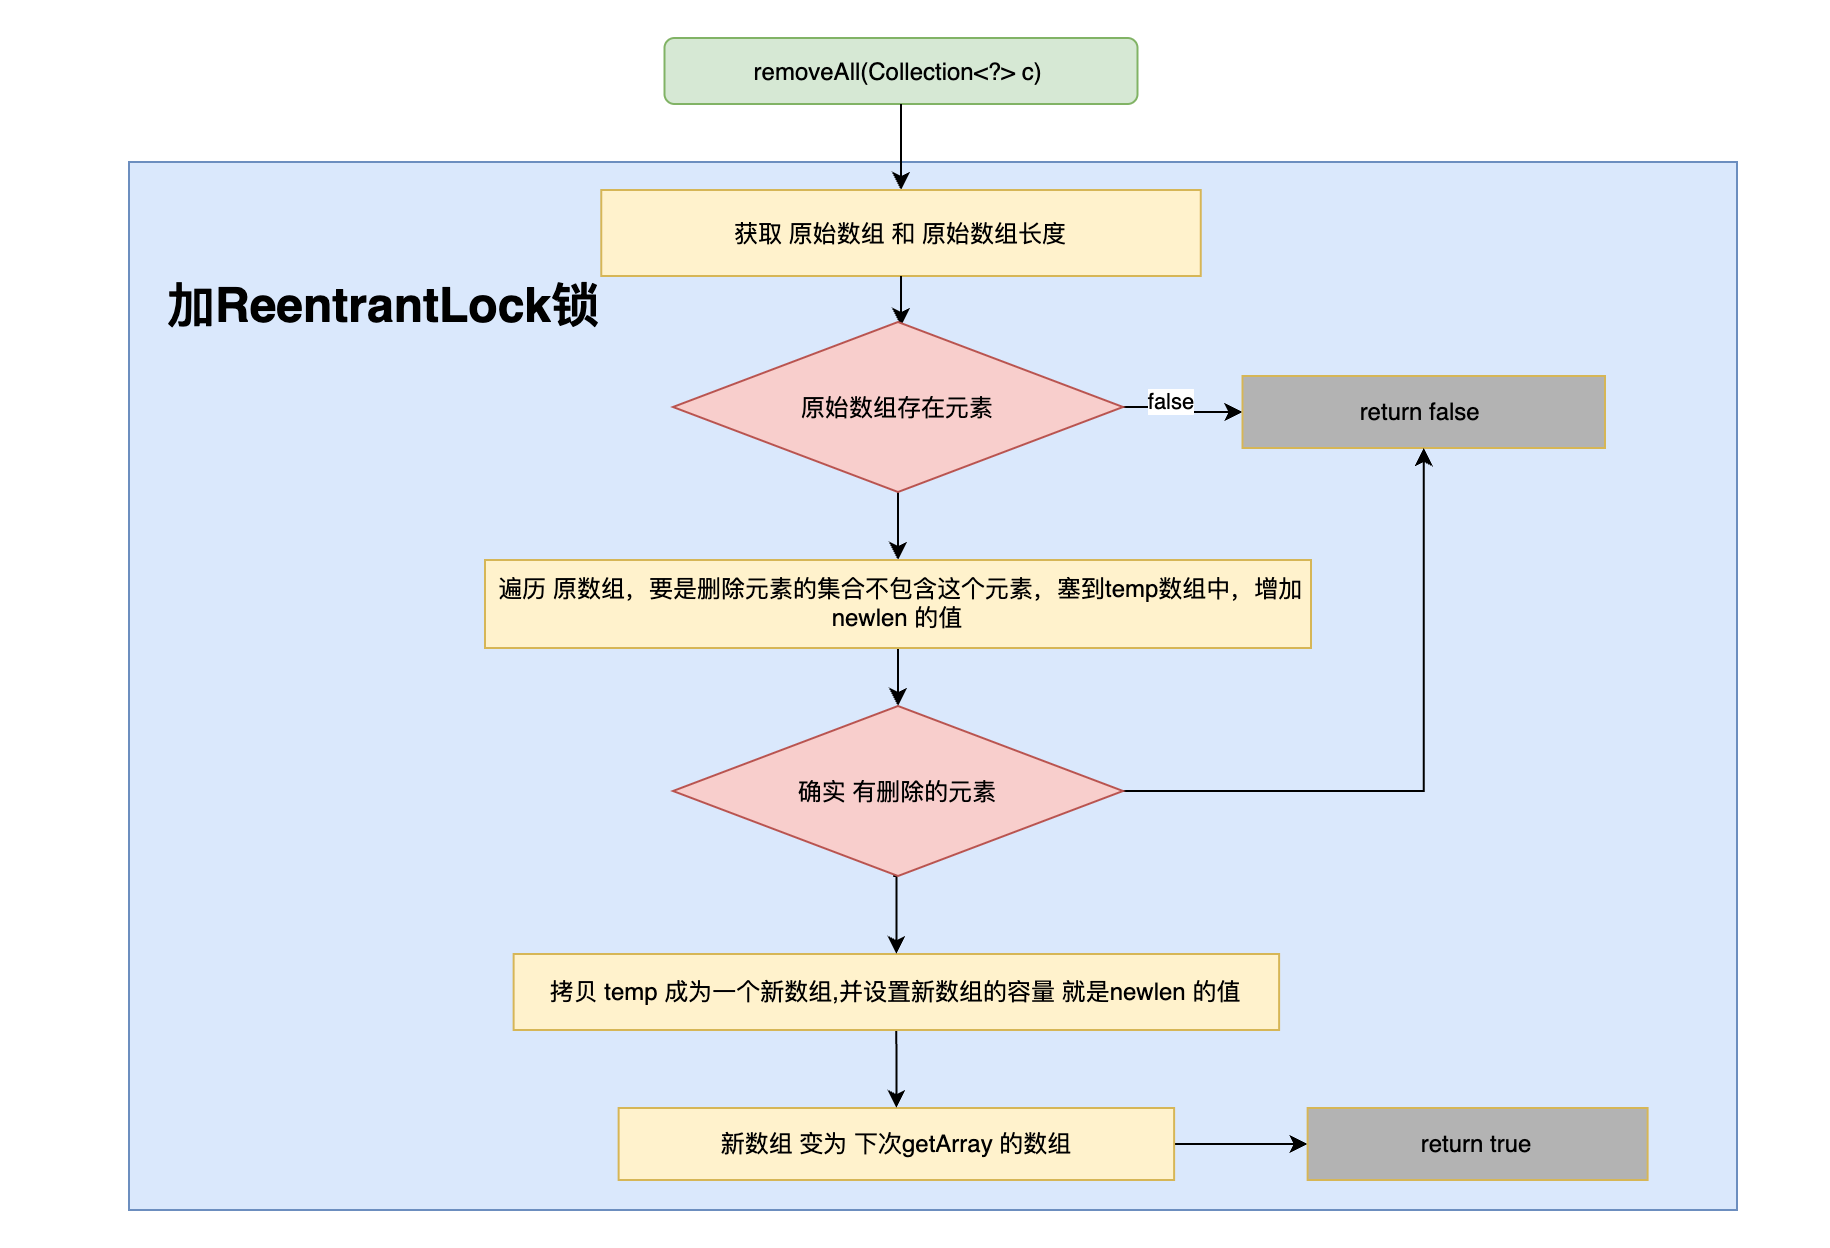 removeAll(Collection<?> c)
获取 原始数组 和 原始数组长度
加ReentrantLock锁
原始数组存在元素
false
return false
遍历 原数组，要是删除元素的集合不包含这个元素，塞到temp数组中，增加
newlen 的值
确实 有删除的元素
拷贝 temp 成为一个新数组,并设置新数组的容量 就是newlen 的值
新数组 变为 下次getArray 的数组
return true